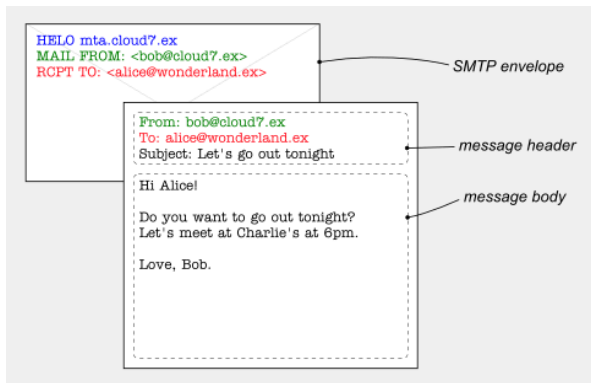 HELO mta.cloud7.ex
MAIL FROM: <bob@cloud7.ex>
RCPT TO: <alice@wonderland.ex>
SMTP envelope
From: bob@cloud7.ex
To: alice@wonderland.ex
Subject: Let's go out tonight
message header
Hi Alice!
message body
Do you want to go out tonight?
Let's meet at Charlie's at 6pm.
Love, Bob.